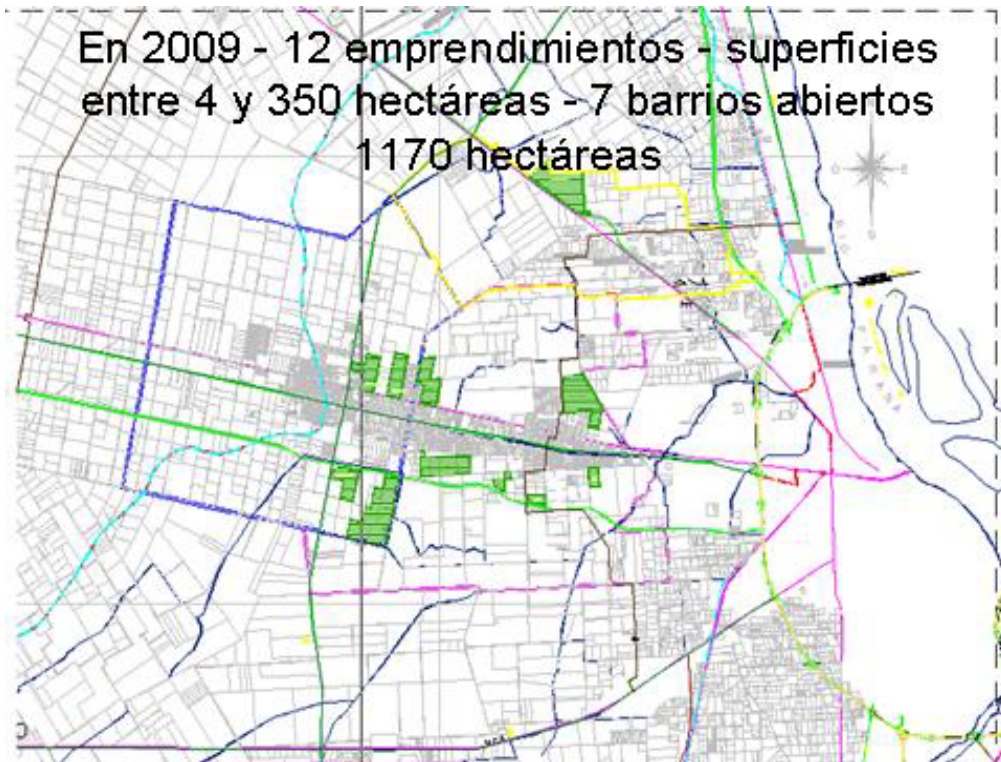 En 2009 - 12 emprendimientos - superficies
entre 4 y 350 hectáreas - 7 barrios abiertos
1170 hectáreas